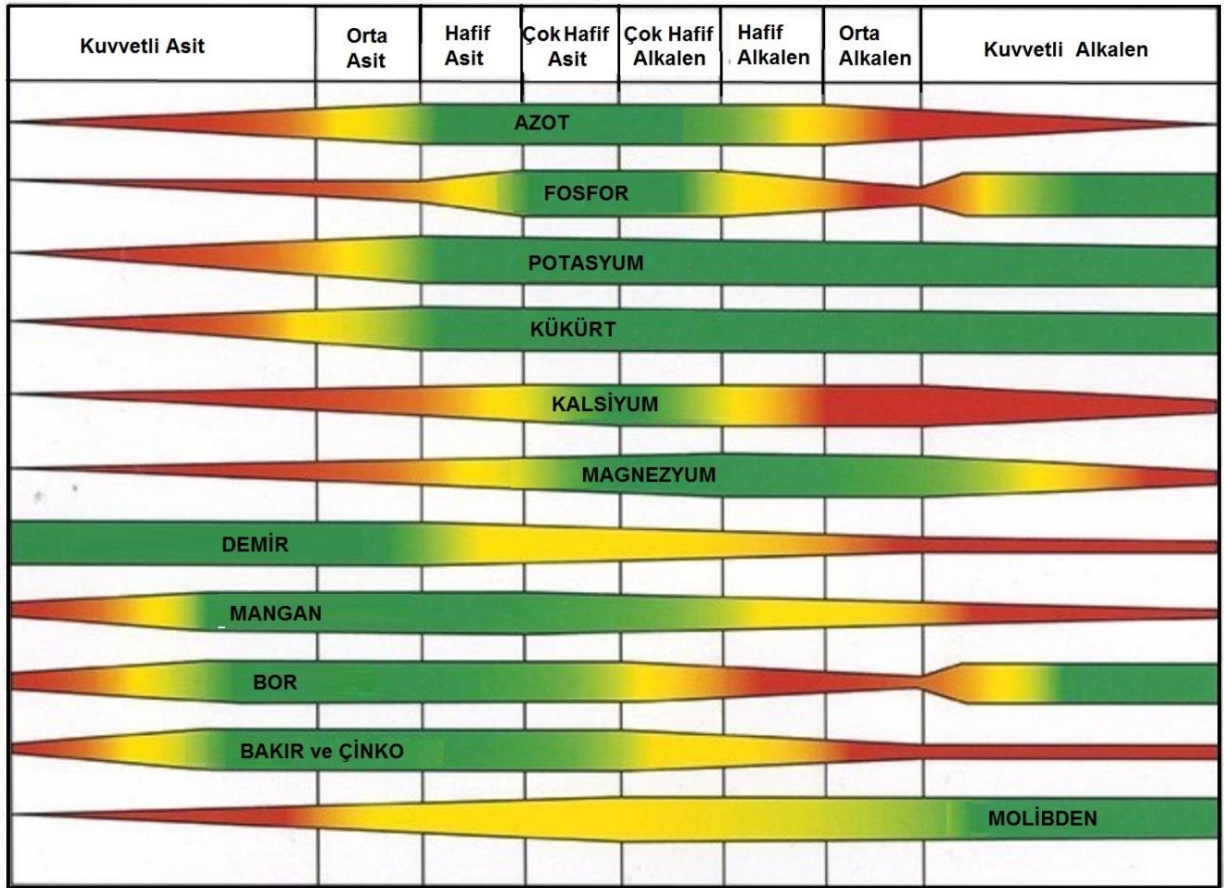 Kuvvetli Asit
Orta
Asit
Hafif
Asit
Çok Hafif
Asit
Çok Hafif
Alkalen
Hafif
Alkalen
Orta
Alkalen
Kuvvetli Alkalen
AZOT
FOSFOR
POTASYUM
KÜKÜRT
KALSİYUM
MAGNEZYUM
DEMİR
MANGAN
BOR
BAKIR ve ÇİNKO
MOLİBDEN